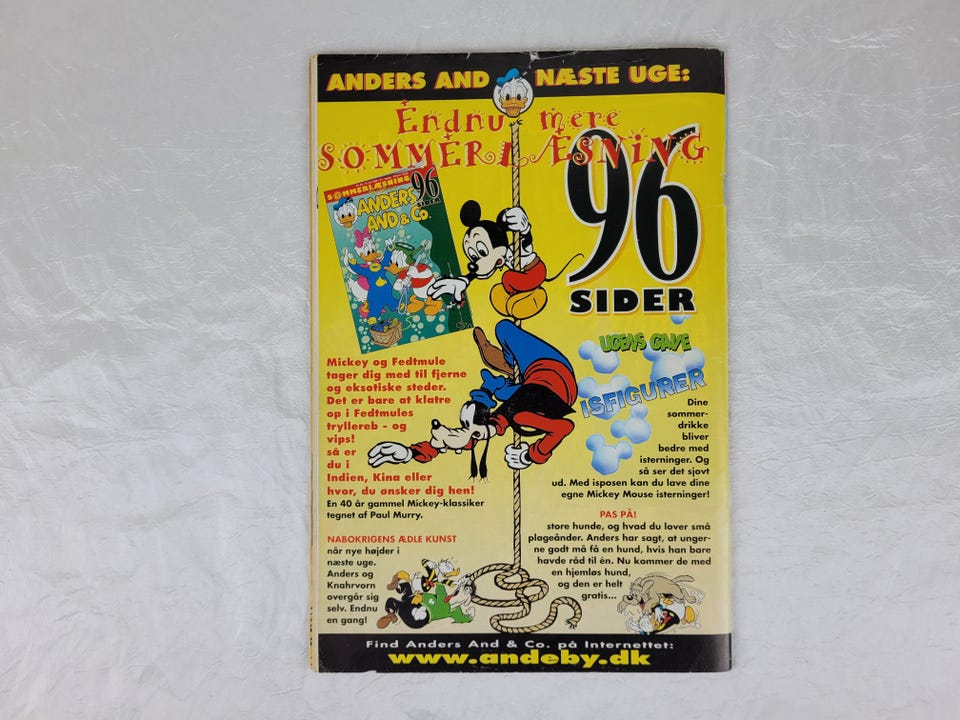 ANDERS AND NÆSTE UGE:
Endnu mere
SOMMERLÆSNING
96
SIDER
SOMMERLÆSNING
96
SIDER
ANDERS
AND & Co.
Mickey og Fedtmule
tager dig med til fjerne
og eksotiske steder.
Det er bare at klatre
op i Fedtmules
tryllereb - og
vips!
så er
du i
Indien, Kina eller
hvor, du ønsker dig hen!
En 40 år gammel Mickey-klassiker
tegnet af Paul Murry.
UGENS GAVE
ISFIGURER
Dine
sommer-
drikke
bliver
bedre med
isterninger. Og
så ser det sjovt
ud. Med isposen kan du lave dine
egne Mickey Mouse isterninger!
NABOKRIGENS ÆDLE KUNST
når nye højder i
næste uge.
Anders og
Knahrvorn
overgår sig
selv. Endnu
en gang!
PAS PÅ!
store hunde, og hvad du lover små
plageånder. Anders har sagt, at unger-
ne godt må få en hund, hvis han bare
havde råd til èn. Nu kommer de med
en hjemløs hund,
og den er helt
gratis...
Find Anders And & Co. på Internettet:
www.andeby.dk